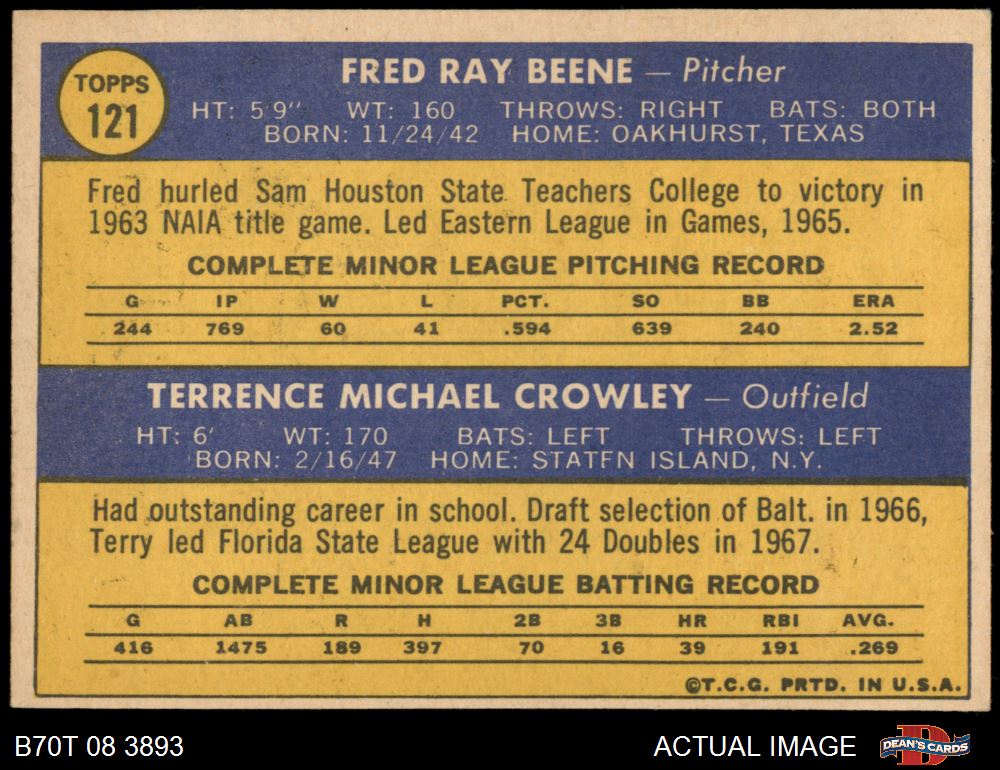 TOPPS
121
FRED RAY BEENE — Pitcher
HT: 5'9" WT: 160 THROWS: RIGHT BATS: BOTH
BORN: 11/24/42 HOME: OAKHURST, TEXAS
Fred hurled Sam Houston State Teachers College to victory in
1963 NAIA title game. Led Eastern League in Games, 1965.
COMPLETE MINOR LEAGUE PITCHING RECORD
G IP W L PCT. SO BB ERA
244 769 60 41 .594 639 240 2.52
TERRENCE MICHAEL CROWLEY — Outfield
HT: 6' WT: 170 BATS: LEFT THROWS: LEFT
BORN: 2/16/47 HOME: STATEN ISLAND, N.Y.
Had outstanding career in school. Draft selection of Balt. in 1966,
Terry led Florida State League with 24 Doubles in 1967.
COMPLETE MINOR LEAGUE BATTING RECORD
G AB R H 2B 3B HR RBI AVG.
416 1475 189 397 70 16 39 191 .269
©T.C.G. PRTD. IN U.S.A.
B70T 08 3893 ACTUAL IMAGE DEAN'S CARDS